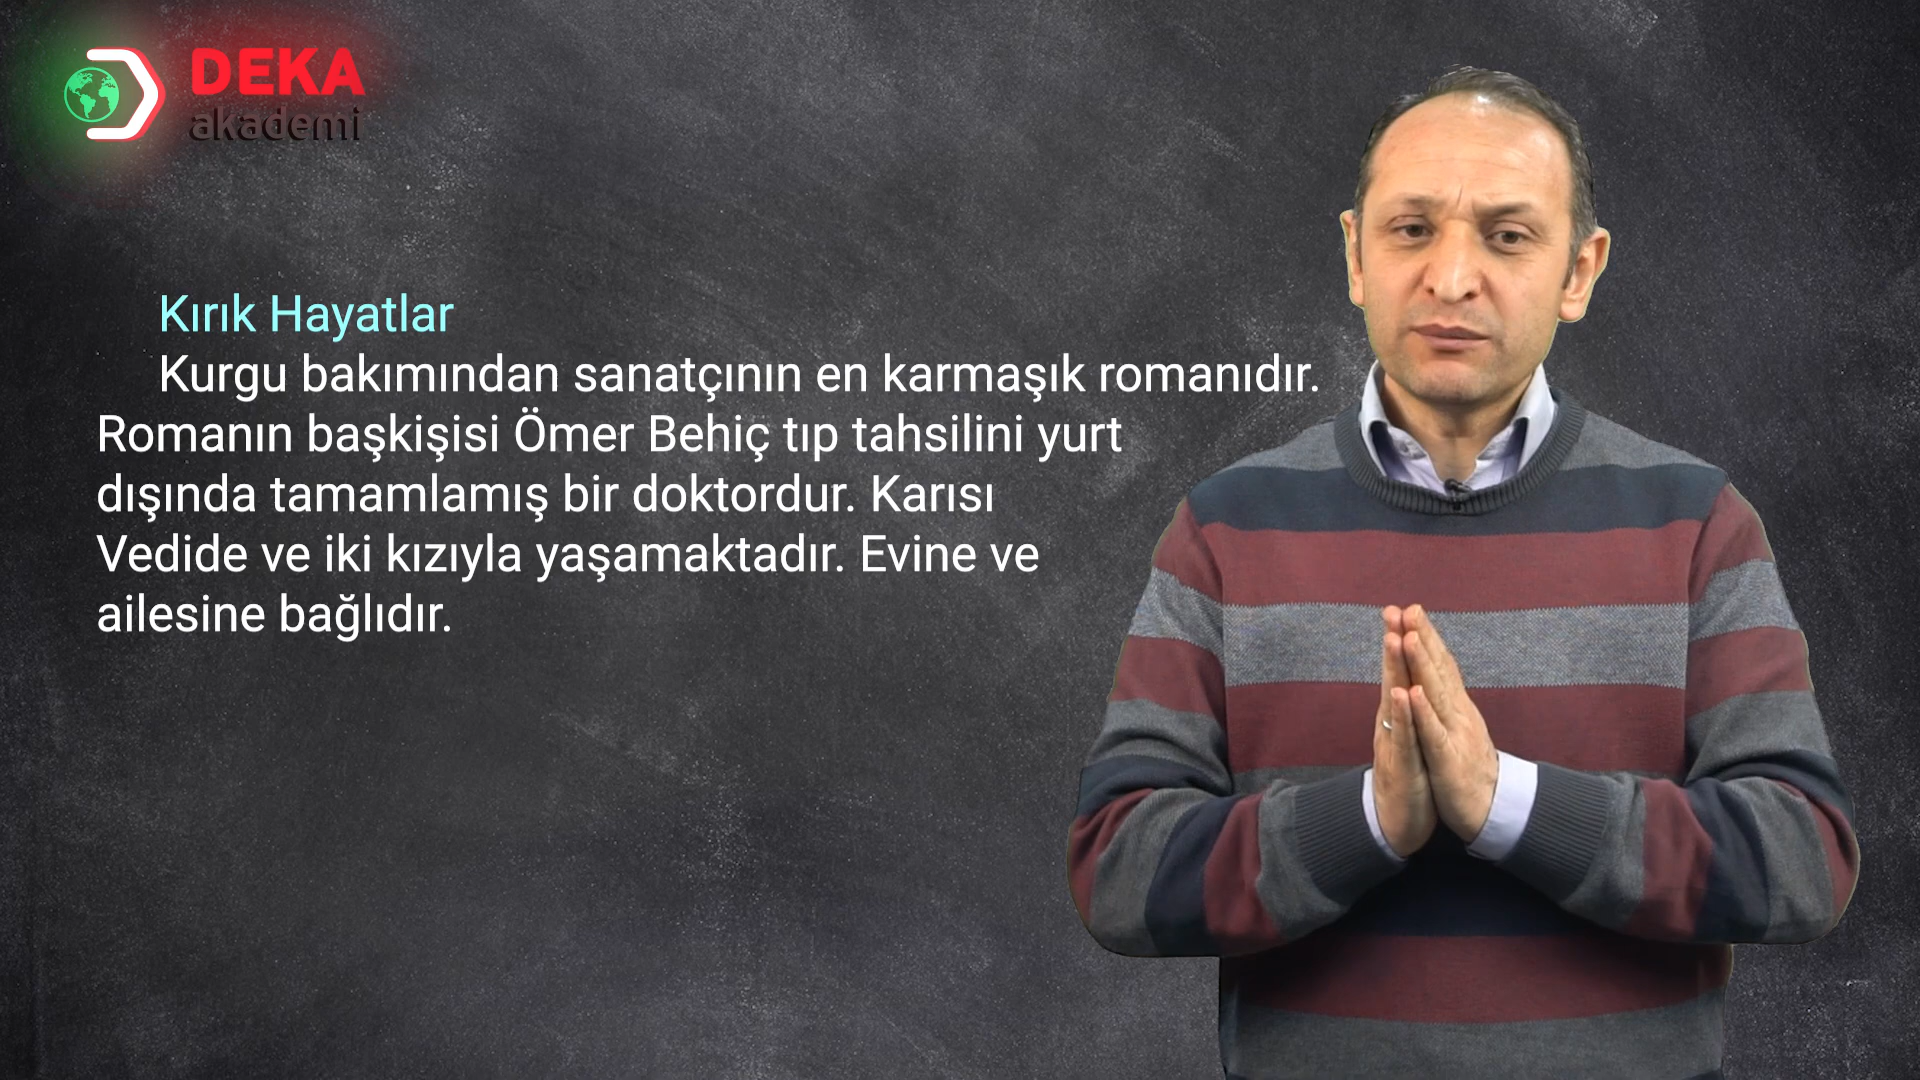 DEKA
akademi
Kırık Hayatlar
Kurgu bakımından sanatçının en karmaşık romanıdır.
Romanın başkişisi Ömer Behiç tıp tahsilini yurt
dışında tamamlamış bir doktordur. Karısı
Vedide ve iki kızıyla yaşamaktadır. Evine ve
ailesine bağlıdır.